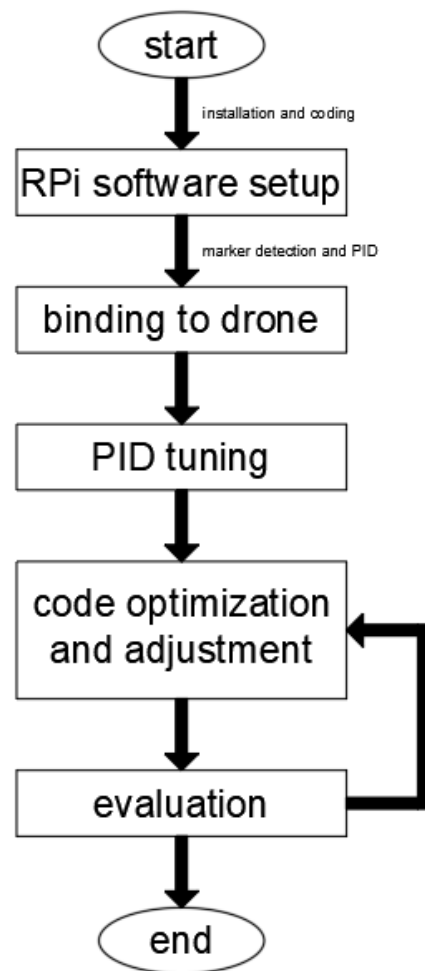 start
installation and coding
RPi software setup
marker detection and PID
binding to drone
PID tuning
code optimization
and adjustment
evaluation
end